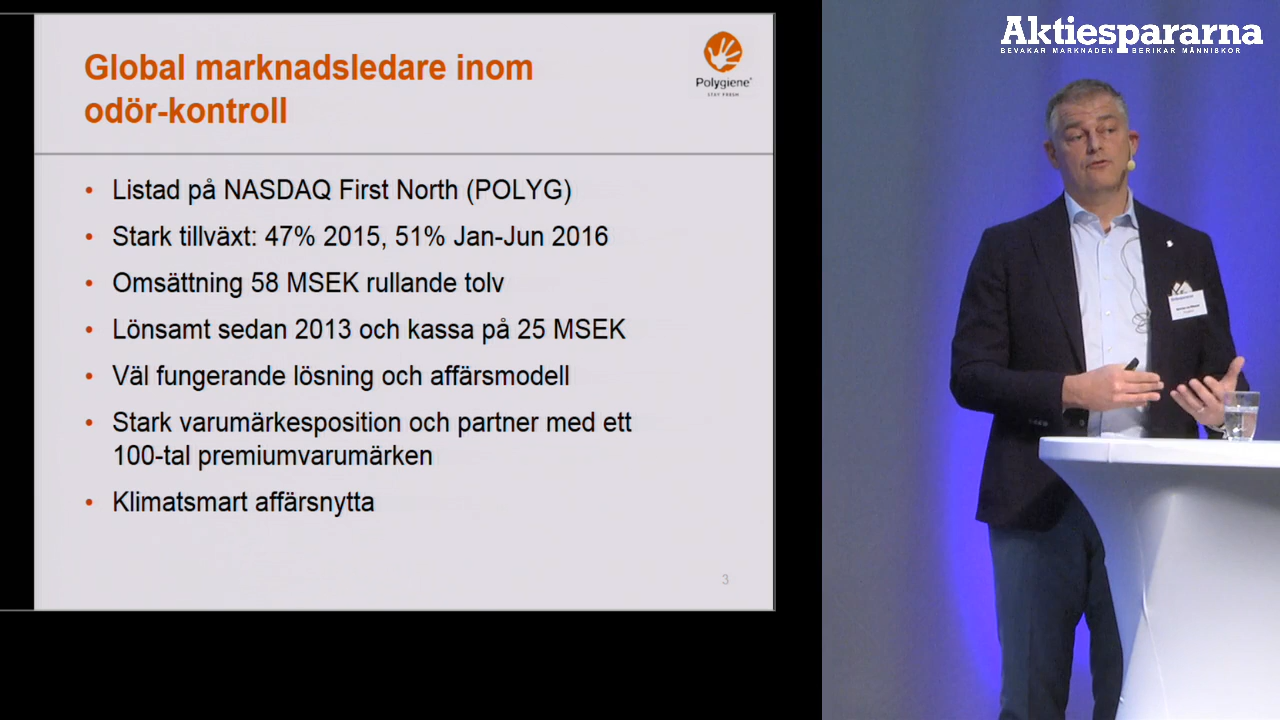 Global marknadsledare inom
odör-kontroll
Polygiene
STAY FRESH
• Listad på NASDAQ First North (POLYG)
• Stark tillväxt: 47% 2015, 51% Jan-Jun 2016
• Omsättning 58 MSEK rullande tolv
• Lönsamt sedan 2013 och kassa på 25 MSEK
• Väl fungerande lösning och affärsmodell
• Stark varumärkesposition och partner med ett
100-tal premiumvarumärken
• Klimatsmart affärsnytta
3
Aktiespararna
BEVAKAR MARKNADEN BERIKAR MÄNNISKOR